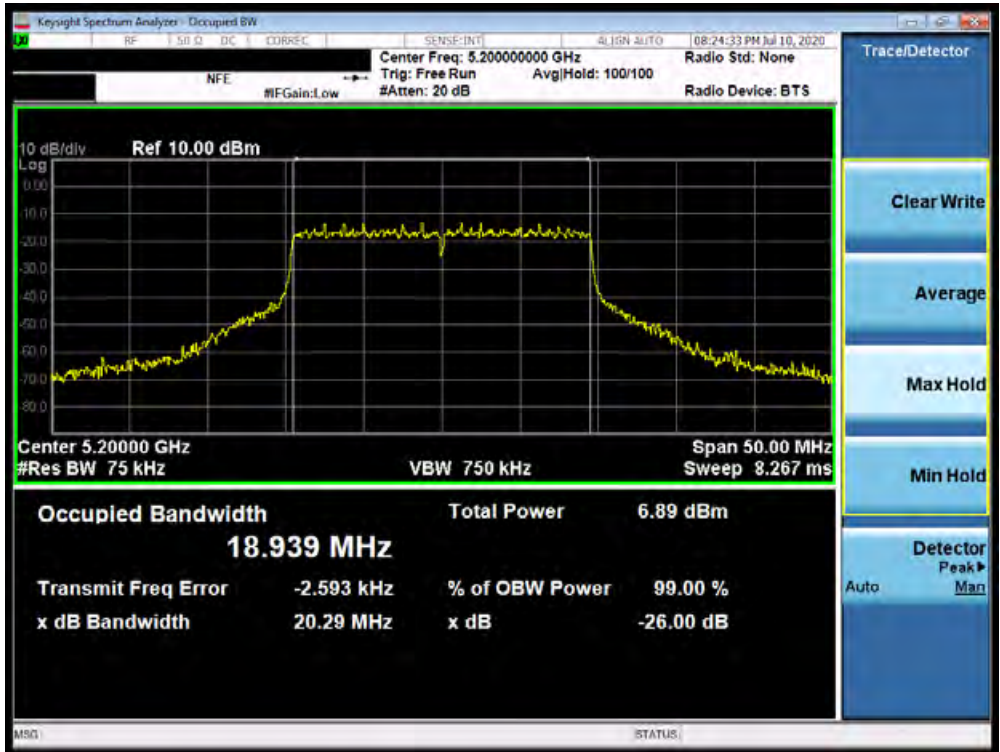 Keysight Spectrum Analyzer - Occupied BW
LXI RF 50 Ω DC CORREC SENSE:INT ALIGN AUTO 08:24:33 PM Jul 10, 2020
Center Freq: 5.200000000 GHz Radio Std: None
NFE Trig: Free Run Avg|Hold: 100/100
#IFGain:Low #Atten: 20 dB Radio Device: BTS
Trace/Detector
10 dB/div Ref 10.00 dBm
Log
0.00
-10.0
-20.0
-30.0
-40.0
-50.0
-60.0
-70.0
-80.0
Center 5.20000 GHz Span 50.00 MHz
#Res BW 75 kHz VBW 750 kHz Sweep 8.267 ms
Occupied Bandwidth Total Power 6.89 dBm
18.939 MHz
Transmit Freq Error -2.593 kHz % of OBW Power 99.00 %
x dB Bandwidth 20.29 MHz x dB -26.00 dB
Clear Write
Average
Max Hold
Min Hold
Detector
Peak▶
Auto Man
MSG STATUS